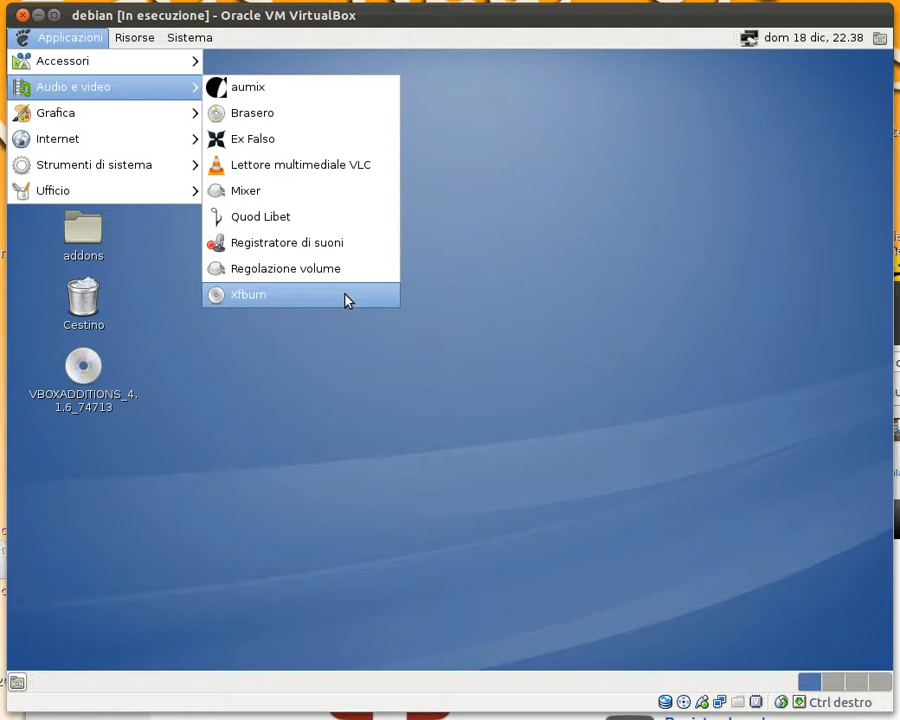 debian [In esecuzione] - Oracle VM VirtualBox
Applicazioni Risorse Sistema dom 18 dic, 22.38
Accessori
Audio e video
Grafica
Internet
Strumenti di sistema
Ufficio
aumix
Brasero
Ex Falso
Lettore multimediale VLC
Mixer
Quod Libet
Registratore di suoni
Regolazione volume
Xfburn
addons
Cestino
VBOXADDITIONS_4.
1.6_74713
Ctrl destro